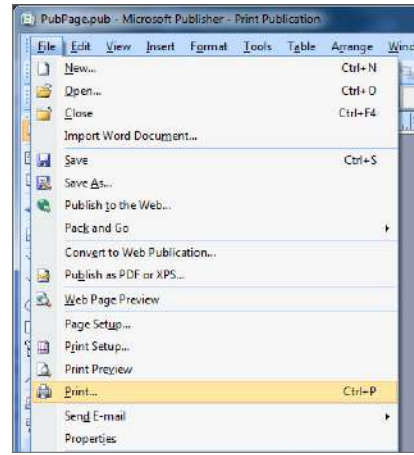 PubPage.pub - Microsoft Publisher - Print Publication
File Edit View Insert Format Tools Table Arrange Wind
New... Ctrl+N
Open... Ctrl+O
Close Ctrl+F4
Import Word Document...
Save Ctrl+S
Save As...
Publish to the Web...
Pack and Go
Convert to Web Publication...
Publish as PDF or XPS...
Web Page Preview
Page Setup...
Print Setup...
Print Preview
Print... Ctrl+P
Send E-mail
Properties